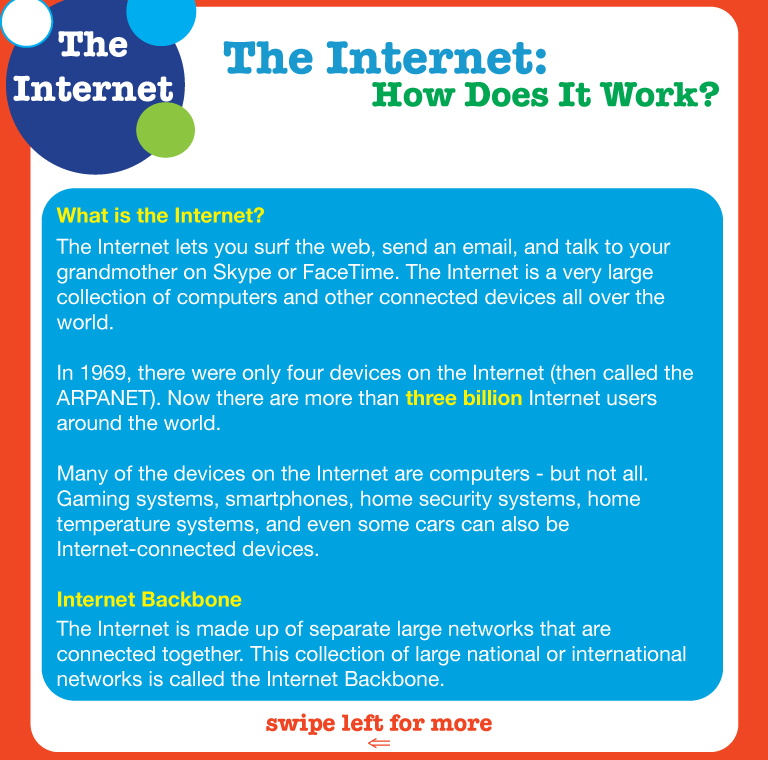 The
Internet
The Internet:
How Does It Work?
What is the Internet?
The Internet lets you surf the web, send an email, and talk to your
grandmother on Skype or FaceTime. The Internet is a very large
collection of computers and other connected devices all over the
world.
In 1969, there were only four devices on the Internet (then called the
ARPANET). Now there are more than three billion Internet users
around the world.
Many of the devices on the Internet are computers - but not all.
Gaming systems, smartphones, home security systems, home
temperature systems, and even some cars can also be
Internet-connected devices.
Internet Backbone
The Internet is made up of separate large networks that are
connected together. This collection of large national or international
networks is called the Internet Backbone.
swipe left for more